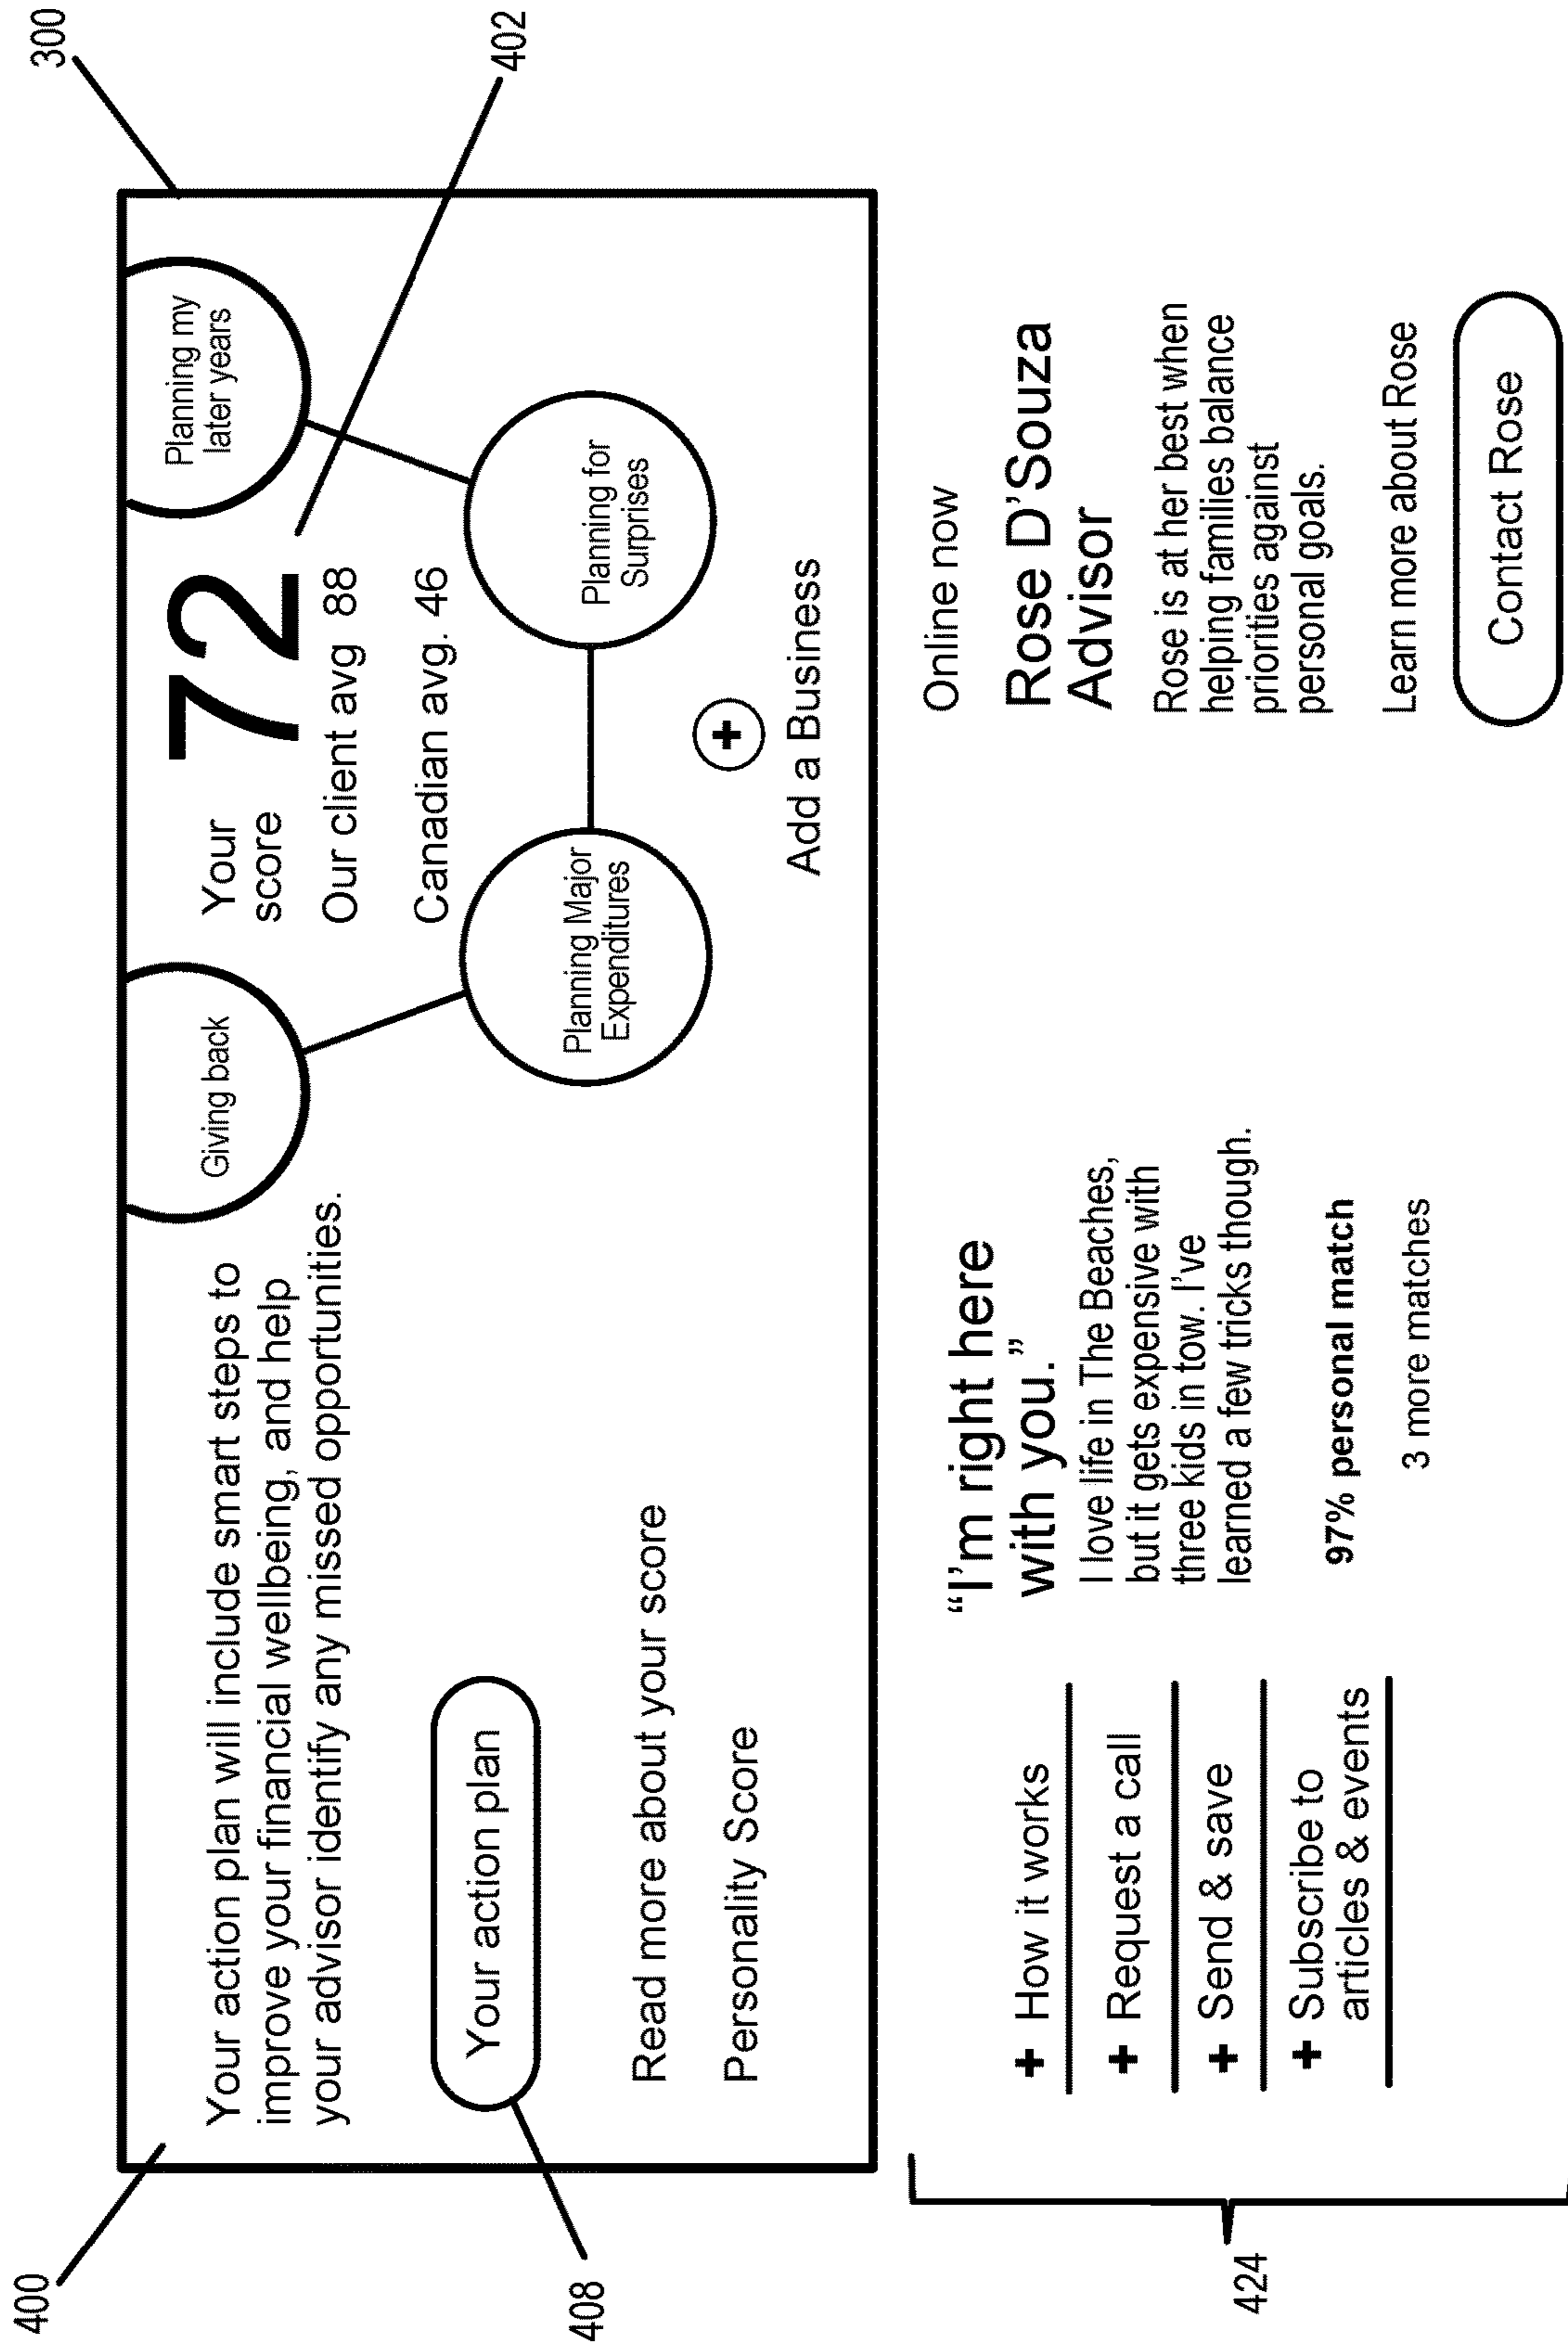 400
300
Your action plan will include smart steps to
improve your financial wellbeing, and help
your advisor identify any missed opportunities.
Your action plan
408
Read more about your score
Personality Score
Giving back
Your
score
72
402
Our client avg 88
Canadian avg. 46
Planning my
later years
Planning Major
Expenditures
Planning for
Surprises
+
Add a Business
424
+ How it works
+ Request a call
+ Send & save
+ Subscribe to
articles & events
“I’m right here
with you.”
I love life in The Beaches,
but it gets expensive with
three kids in tow. I’ve
learned a few tricks though.
97% personal match
3 more matches
Online now
Rose D’Souza
Advisor
Rose is at her best when
helping families balance
priorities against
personal goals.
Learn more about Rose
Contact Rose